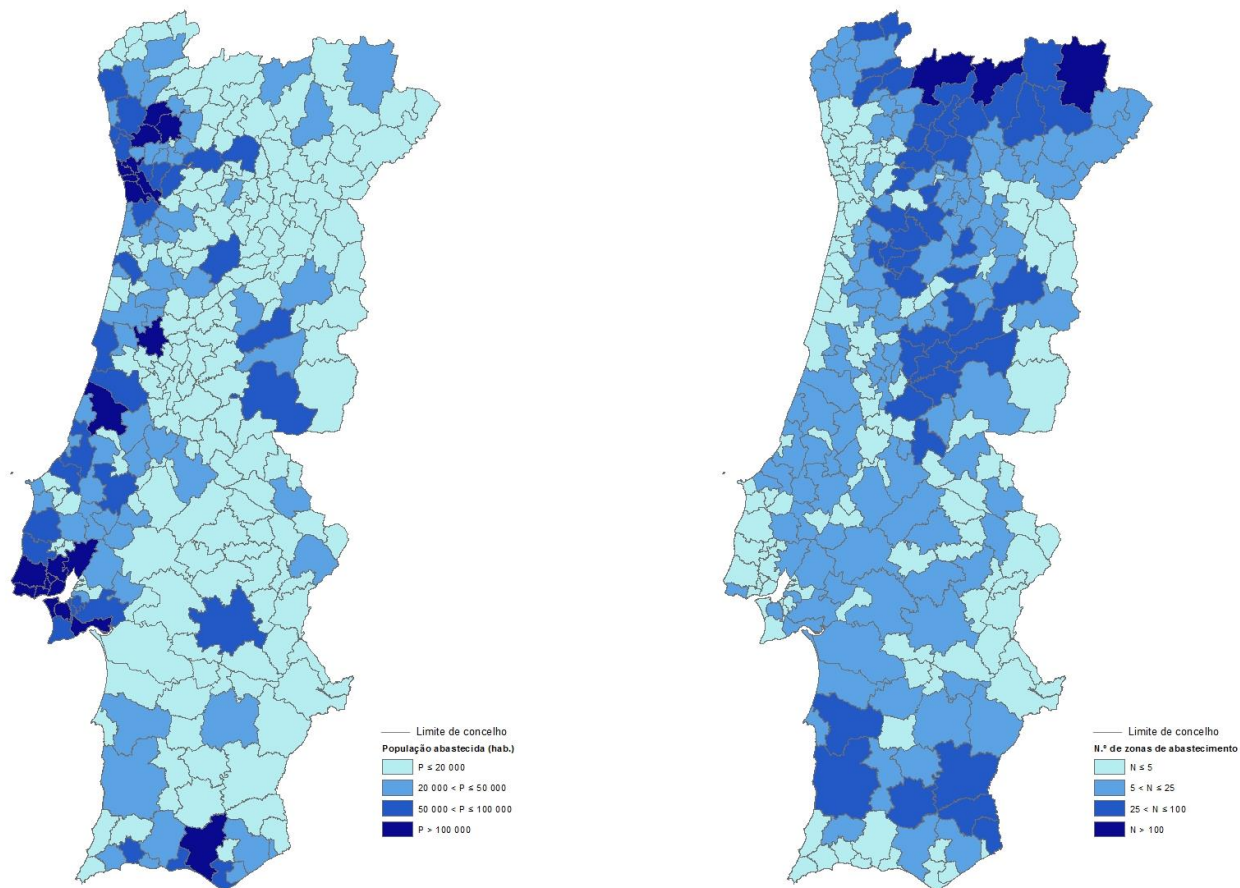 Limite de concelho
População abastecida (hab.)
P ≤ 20 000
20 000 < P ≤ 50 000
50 000 < P ≤ 100 000
P > 100 000
Limite de concelho
N.º de zonas de abastecimento
N ≤ 5
5 < N ≤ 25
25 < N ≤ 100
N > 100